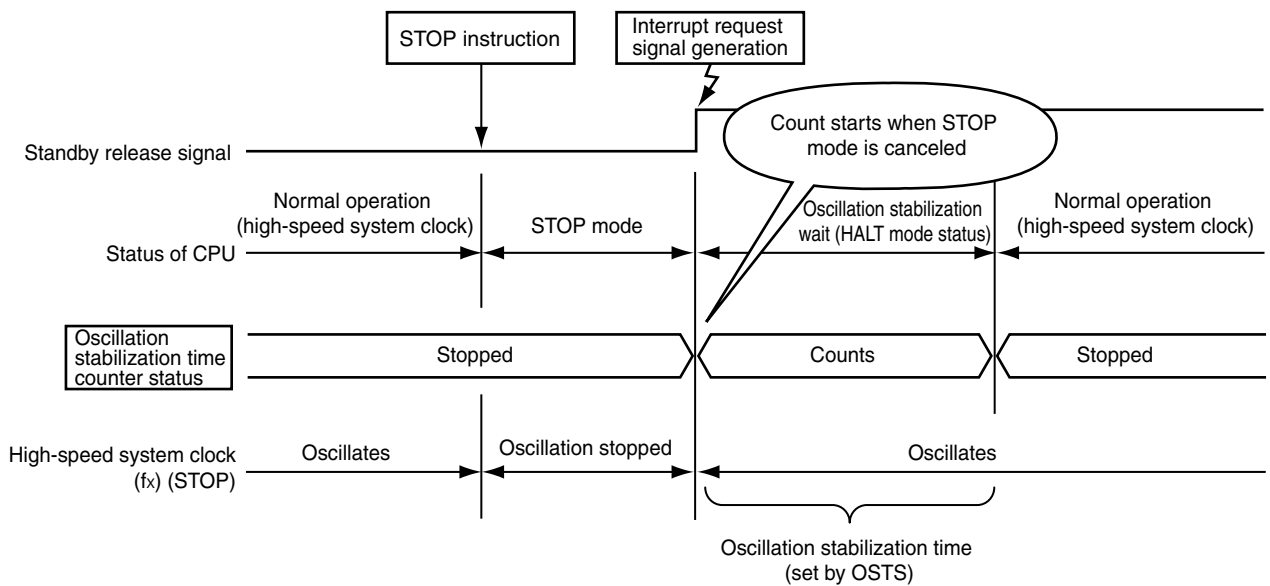 STOP instruction
Interrupt request
signal generation
Count starts when STOP
mode is canceled
Standby release signal
Normal operation
(high-speed system clock)
STOP mode
Oscillation stabilization
wait (HALT mode status)
Normal operation
(high-speed system clock)
Status of CPU
Oscillation
stabilization time
counter status
Stopped
Counts
Stopped
High-speed system clock
(fX) (STOP)
Oscillates
Oscillation stopped
Oscillates
Oscillation stabilization time
(set by OSTS)